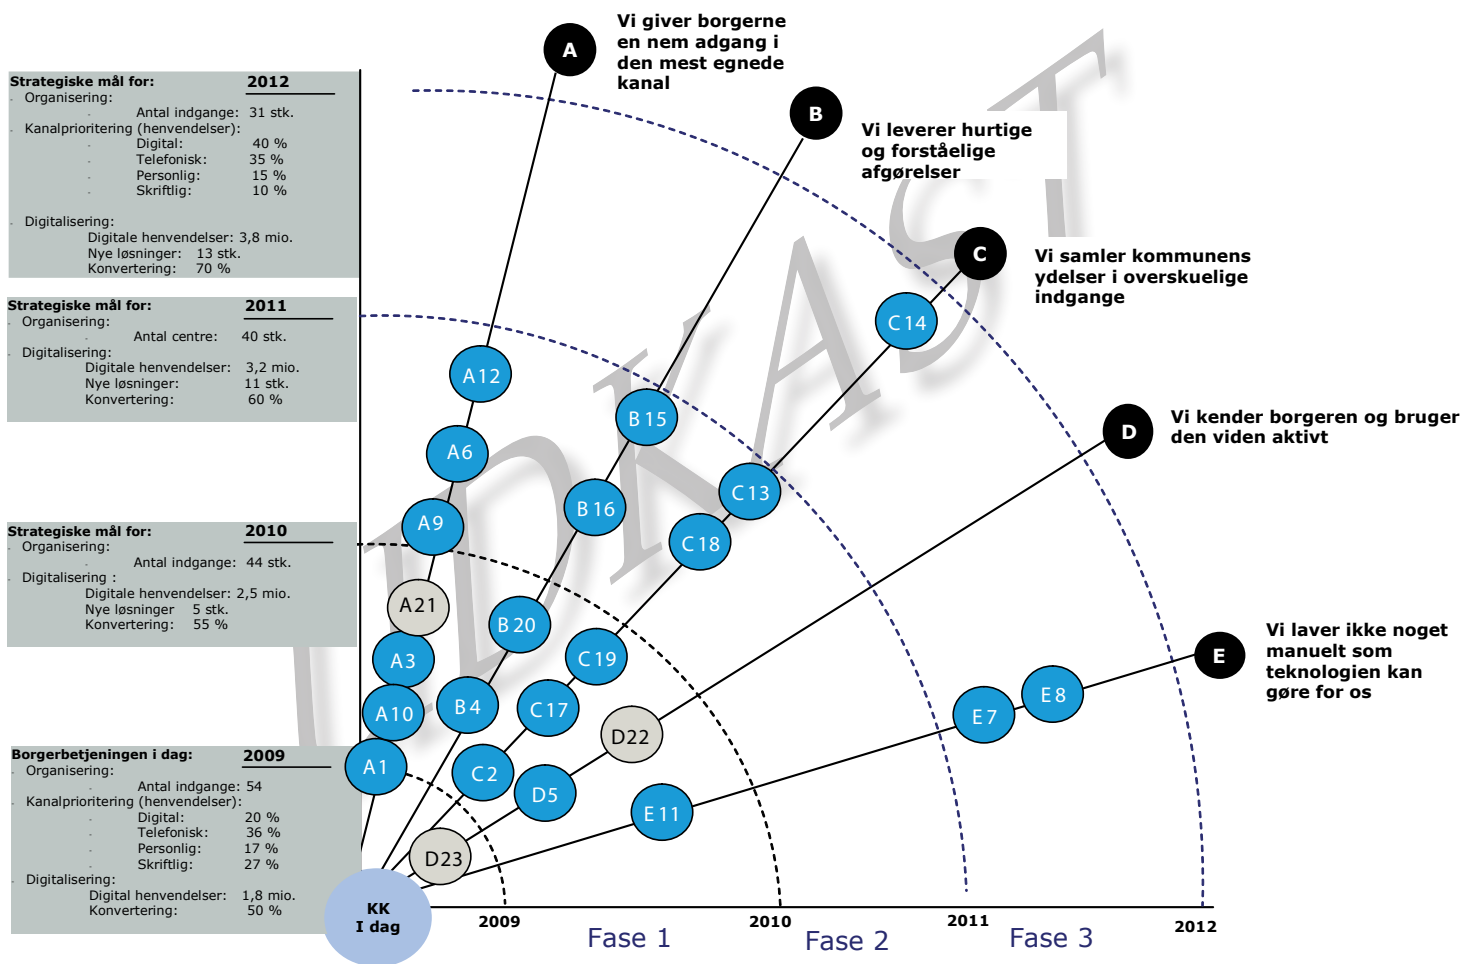 Strategiske mål for: 2012
- Organisering:
- Antal indgange: 31 stk.
- Kanalprioritering (henvendelser):
- Digital: 40 %
- Telefonisk: 35 %
- Personlig: 15 %
- Skriftlig: 10 %
- Digitalisering:
Digitale henvendelser: 3,8 mio.
Nye løsninger: 13 stk.
Konvertering: 70 %
Strategiske mål for: 2011
- Organisering:
- Antal centre: 40 stk.
- Digitalisering:
Digitale henvendelser: 3,2 mio.
Nye løsninger: 11 stk.
Konvertering: 60 %
Strategiske mål for: 2010
- Organisering:
- Antal indgange: 44 stk.
- Digitalisering :
Digitale henvendelser: 2,5 mio.
Nye løsninger 5 stk.
Konvertering: 55 %
Borgerbetjeningen i dag: 2009
- Organisering:
- Antal indgange: 54
- Kanalprioritering (henvendelser):
- Digital: 20 %
- Telefonisk: 36 %
- Personlig: 17 %
- Skriftlig: 27 %
- Digitalisering:
Digital henvendelser: 1,8 mio.
Konvertering: 50 %
A
Vi giver borgerne
en nem adgang i
den mest egnede
kanal
B
Vi leverer hurtige
og forståelige
afgørelser
C
Vi samler kommunens
ydelser i overskuelige
indgange
D
Vi kender borgeren og bruger
den viden aktivt
E
Vi laver ikke noget
manuelt som
teknologien kan
gøre for os
A12
A6
A9
A21
A3
A10
A1
B15
B16
B20
B4
C14
C13
C18
C19
C17
C2
D22
D5
D23
E8
E7
E11
KK
I dag
2009
2010
2011
2012
Fase 1
Fase 2
Fase 3
UDKAST